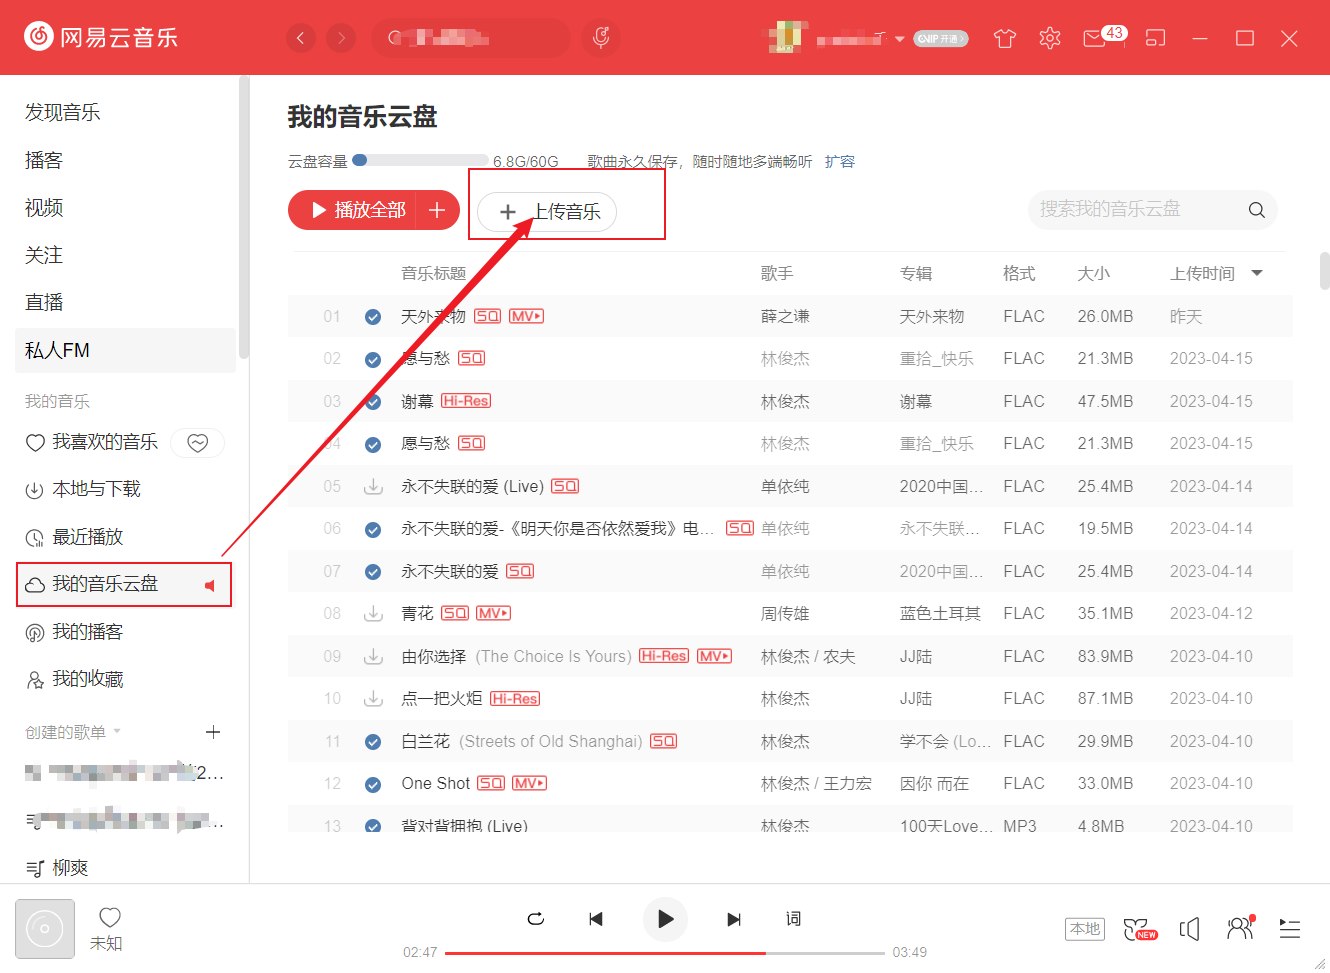 网易云音乐
VIP 开通
43
发现音乐
播客
视频
关注
直播
私人FM
我的音乐
我喜欢的音乐
本地与下载
最近播放
我的音乐云盘
我的播客
我的收藏
创建的歌单
2...
...
柳爽
我的音乐云盘
云盘容量 6.8G/60G 歌曲永久保存，随时随地多端畅听 扩容
播放全部 + + 上传音乐 搜索我的音乐云盘
音乐标题 歌手 专辑 格式 大小 上传时间
01 天外来物 SQ MV 薛之谦 天外来物 FLAC 26.0MB 昨天
02 愿与愁 SQ 林俊杰 重拾_快乐 FLAC 21.3MB 2023-04-15
03 谢幕 Hi-Res 林俊杰 谢幕 FLAC 47.5MB 2023-04-15
04 愿与愁 SQ 林俊杰 重拾_快乐 FLAC 21.3MB 2023-04-15
05 永不失联的爱 (Live) SQ 单依纯 2020中国... FLAC 25.4MB 2023-04-14
06 永不失联的爱-《明天你是否依然爱我》电... SQ 单依纯 永不失联... FLAC 19.5MB 2023-04-14
07 永不失联的爱 SQ 单依纯 2020中国... FLAC 25.4MB 2023-04-14
08 青花 SQ MV 周传雄 蓝色土耳其 FLAC 35.1MB 2023-04-12
09 由你选择 (The Choice Is Yours) Hi-Res MV 林俊杰 / 农夫 JJ陆 FLAC 83.9MB 2023-04-10
10 点一把火炬 Hi-Res 林俊杰 JJ陆 FLAC 87.1MB 2023-04-10
11 白兰花 (Streets of Old Shanghai) SQ 林俊杰 学不会 (Lo... FLAC 29.9MB 2023-04-10
12 One Shot SQ MV 林俊杰 / 王力宏 因你 而在 FLAC 33.0MB 2023-04-10
13 背对背拥抱 (Live) 林俊杰 100天Love... MP3 4.8MB 2023-04-10
未知
词
02:47 03:49
本地 NEW